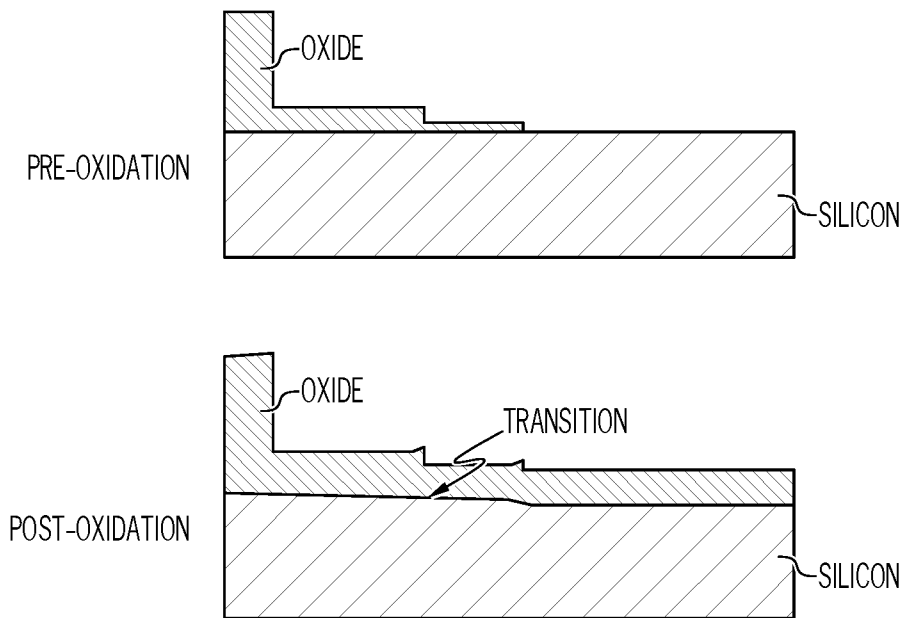 OXIDE
PRE-OXIDATION
SILICON
OXIDE
TRANSITION
POST-OXIDATION
SILICON